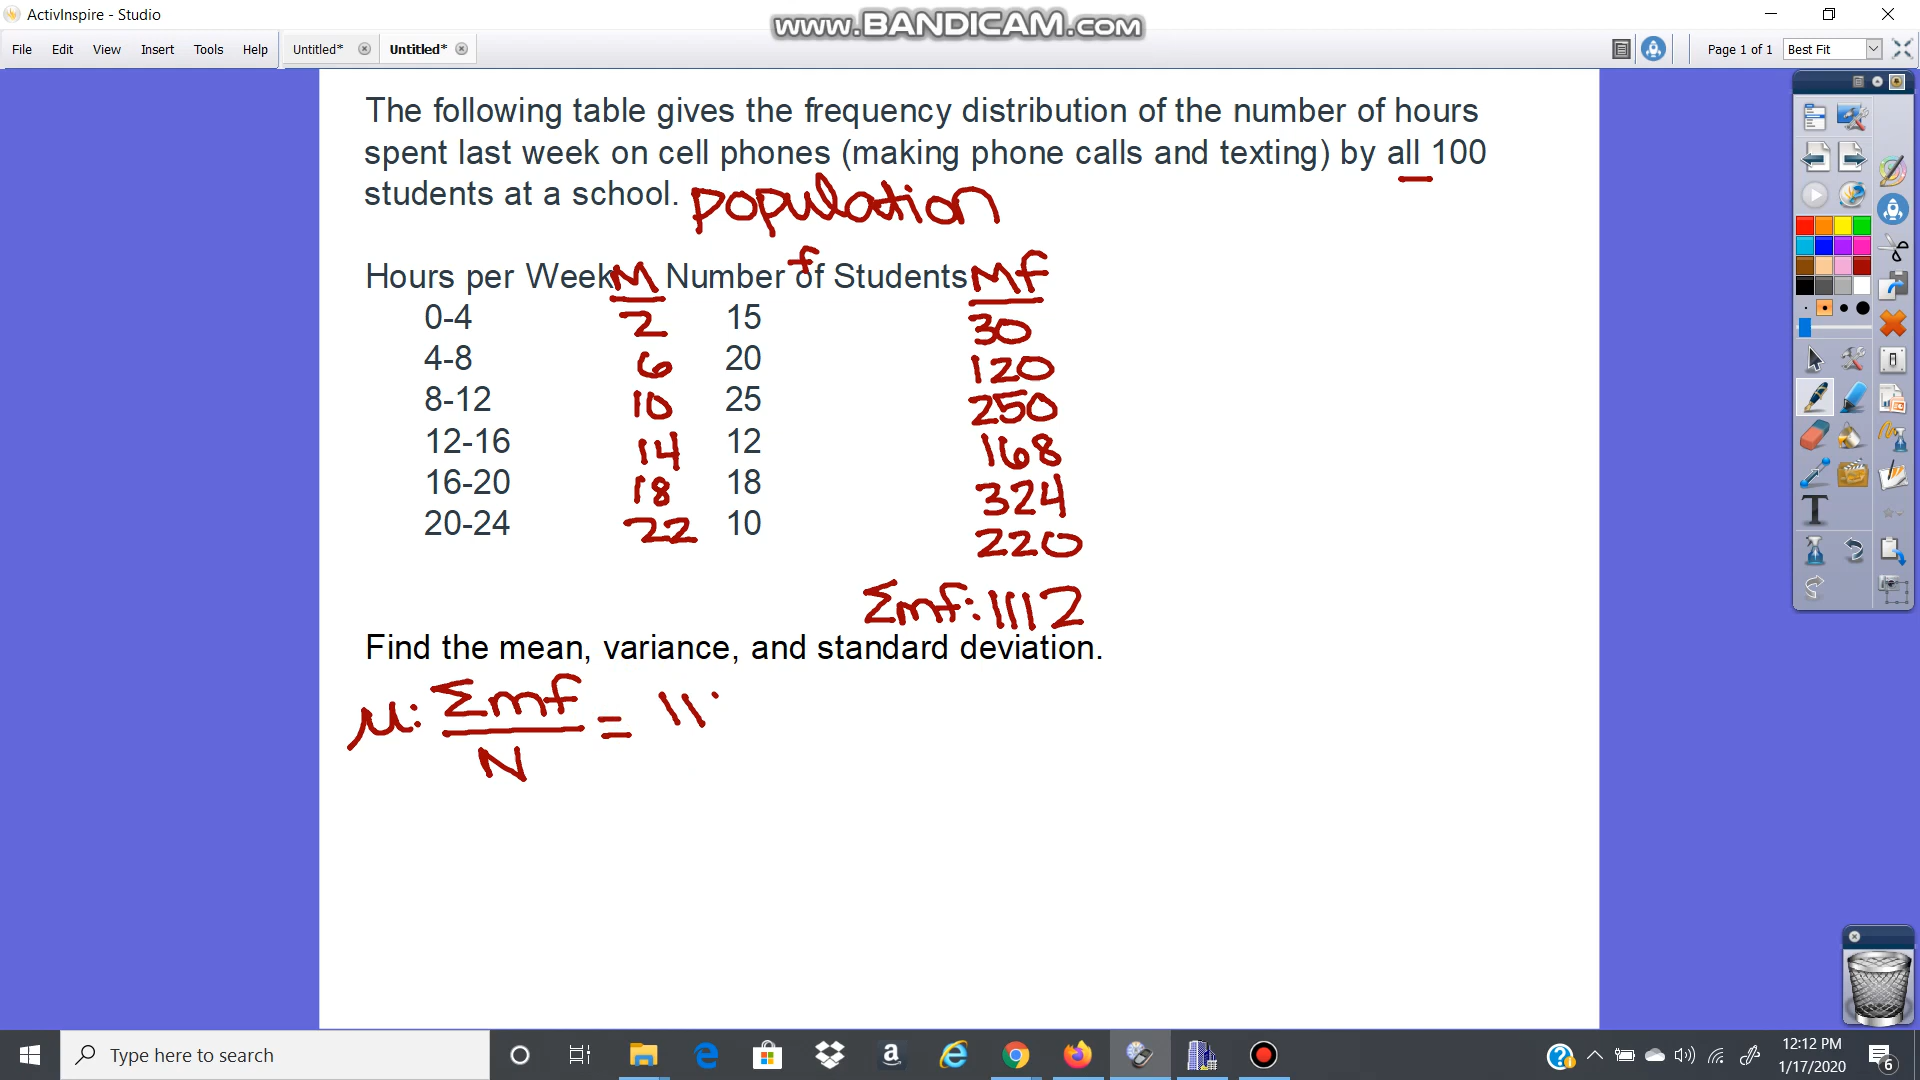 ActivInspire - Studio
www.BANDICAM.com
File Edit View Insert Tools Help Untitled* Untitled* Page 1 of 1 Best Fit
The following table gives the frequency distribution of the number of hours
spent last week on cell phones (making phone calls and texting) by all 100
students at a school. population
f
Hours per Week M Number of Students Mf
0-4 2 15 30
4-8 6 20 120
8-12 10 25 250
12-16 14 12 168
16-20 18 18 324
20-24 22 10 220
Σmf: 1112
Find the mean, variance, and standard deviation.
μ: Σmf / N = 11
Type here to search
12:12 PM
1/17/2020
6